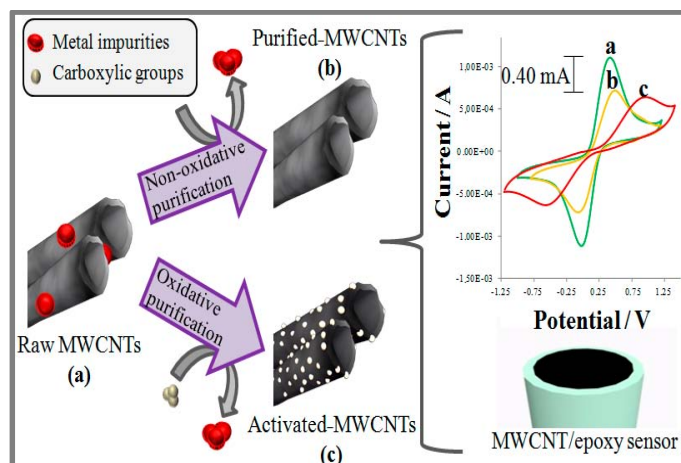 Metal impurities
Carboxylic groups
Purified-MWCNTs
(b)
Non-oxidative
purification
Raw MWCNTs
(a)
Oxidative
purification
Activated-MWCNTs
(c)
Current / A
0.40 mA
a
b
c
1,00E-03
5,00E-04
0,00E+00
-5,00E-04
-1,00E-03
-1,50E-03
-1.25
-0.75
-0.25
0.25
0.75
1.25
Potential / V
MWCNT/epoxy sensor